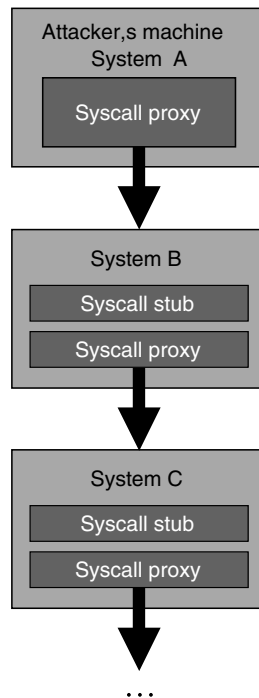 Attacker,s machine
System A
Syscall proxy
System B
Syscall stub
Syscall proxy
System C
Syscall stub
Syscall proxy
...